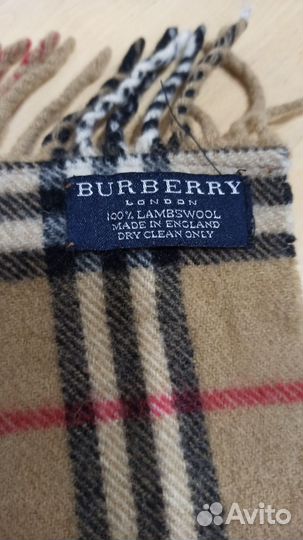 BURBERRY
LONDON
100% LAMBSWOOL
MADE IN ENGLAND
DRY CLEAN ONLY
Avito